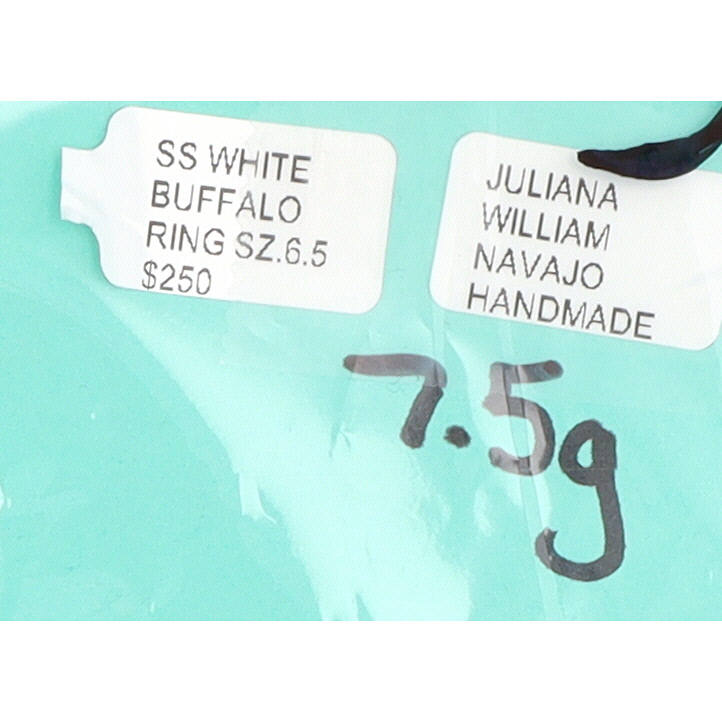 SS WHITE
BUFFALO
RING SZ.6.5
$250
JULIANA
WILLIAM
NAVAJO
HANDMADE
7.5g